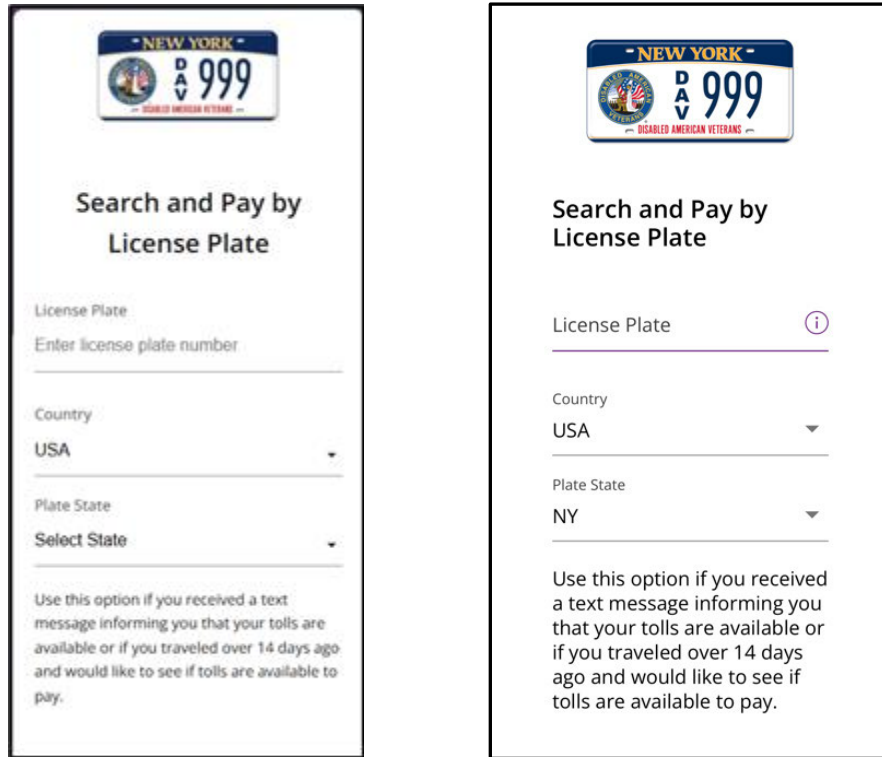 NEW YORK
DAV 999
DISABLED AMERICAN VETERANS
Search and Pay by
License Plate
License Plate
Enter license plate number
Country
USA
Plate State
Select State
Use this option if you received a text
message informing you that your tolls are
available or if you traveled over 14 days ago
and would like to see if tolls are available to
pay.
NEW YORK
DISABLED AMERICAN
VETERANS
DAV 999
DISABLED AMERICAN VETERANS
Search and Pay by
License Plate
License Plate
Country
USA
Plate State
NY
Use this option if you received
a text message informing you
that your tolls are available or
if you traveled over 14 days
ago and would like to see if
tolls are available to pay.